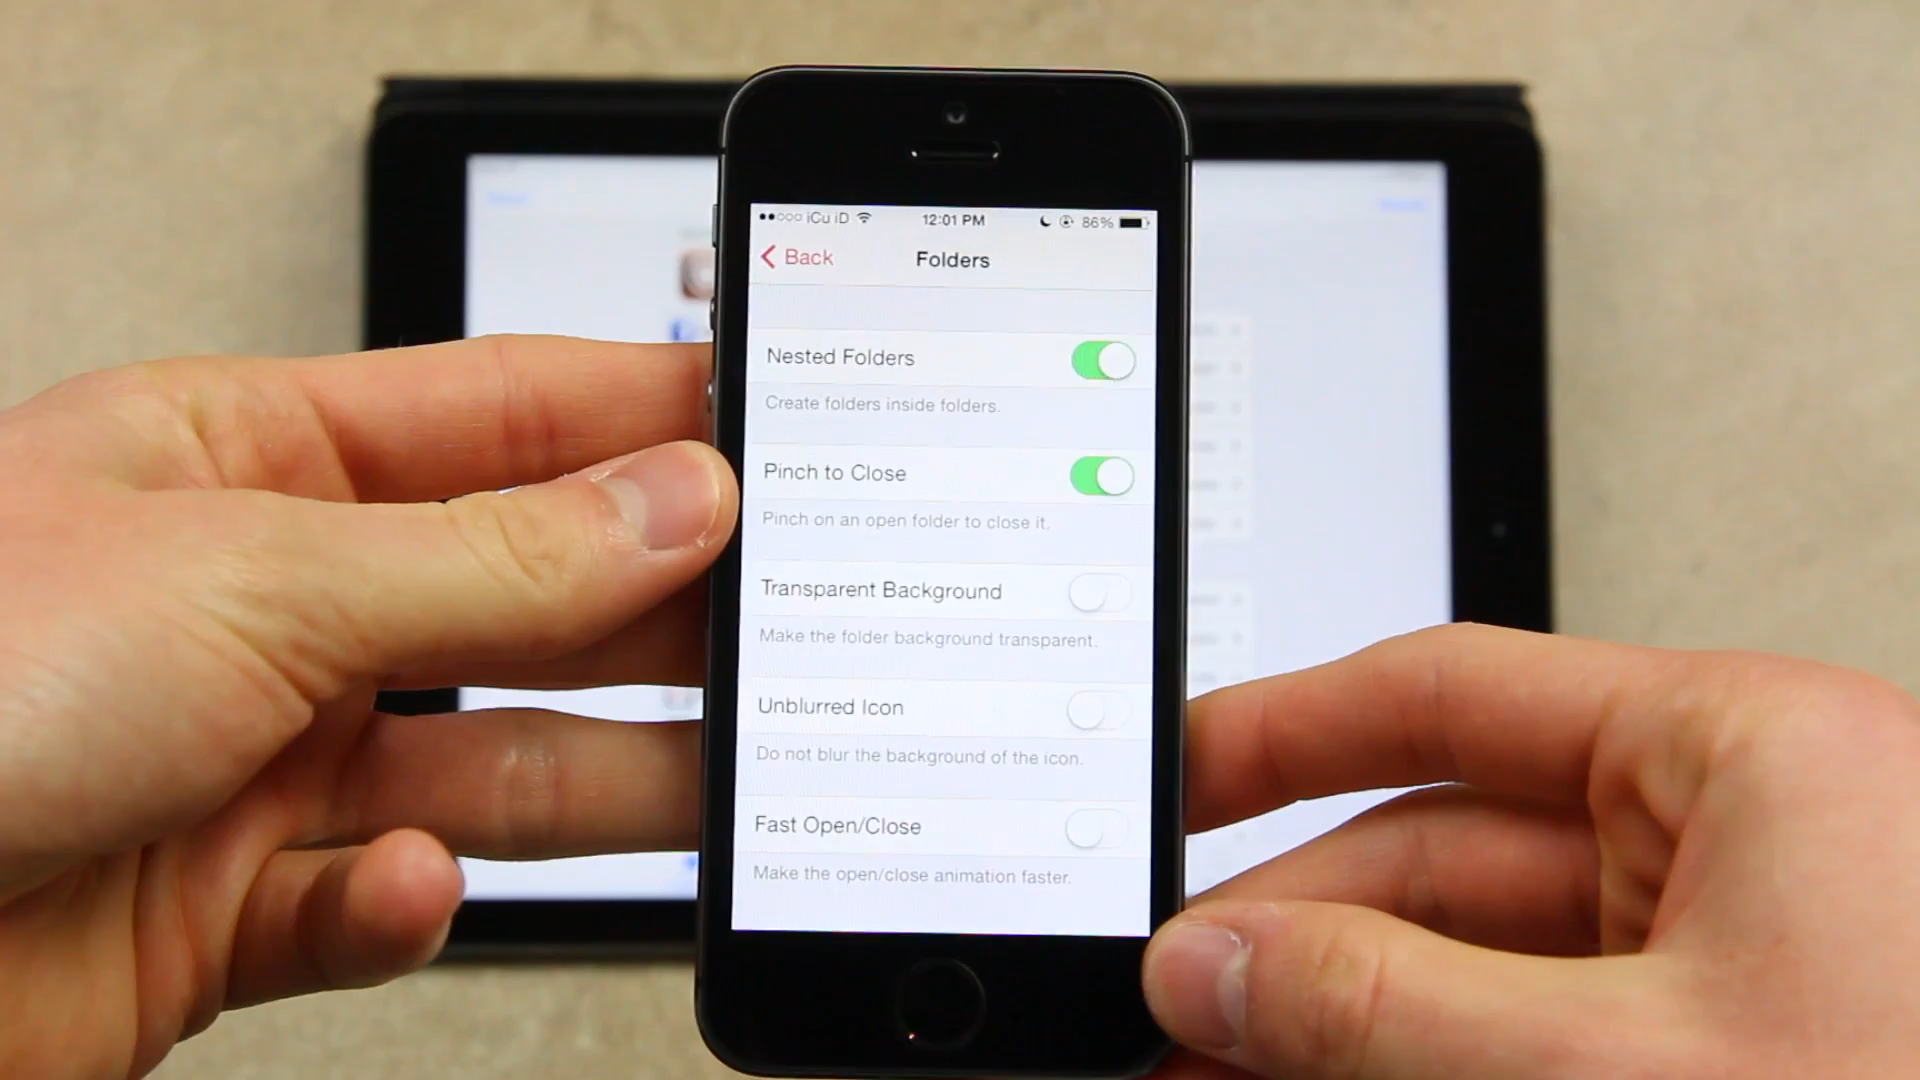 iCu iD 12:01 PM 86%
Back Folders
Nested Folders
Create folders inside folders.
Pinch to Close
Pinch on an open folder to close it.
Transparent Background
Make the folder background transparent.
Unblurred Icon
Do not blur the background of the icon.
Fast Open/Close
Make the open/close animation faster.